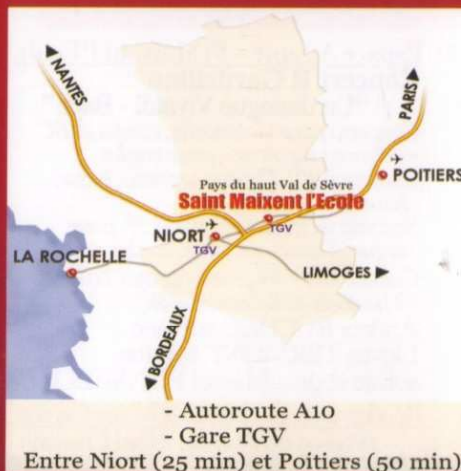 NANTES
PARIS
POITIERS
Pays du haut Val de Sèvre
Saint Maixent l'Ecole
TGV
NIORT
TGV
LA ROCHELLE
LIMOGES
BORDEAUX
- Autoroute A10
- Gare TGV
Entre Niort (25 min) et Poitiers (50 min)